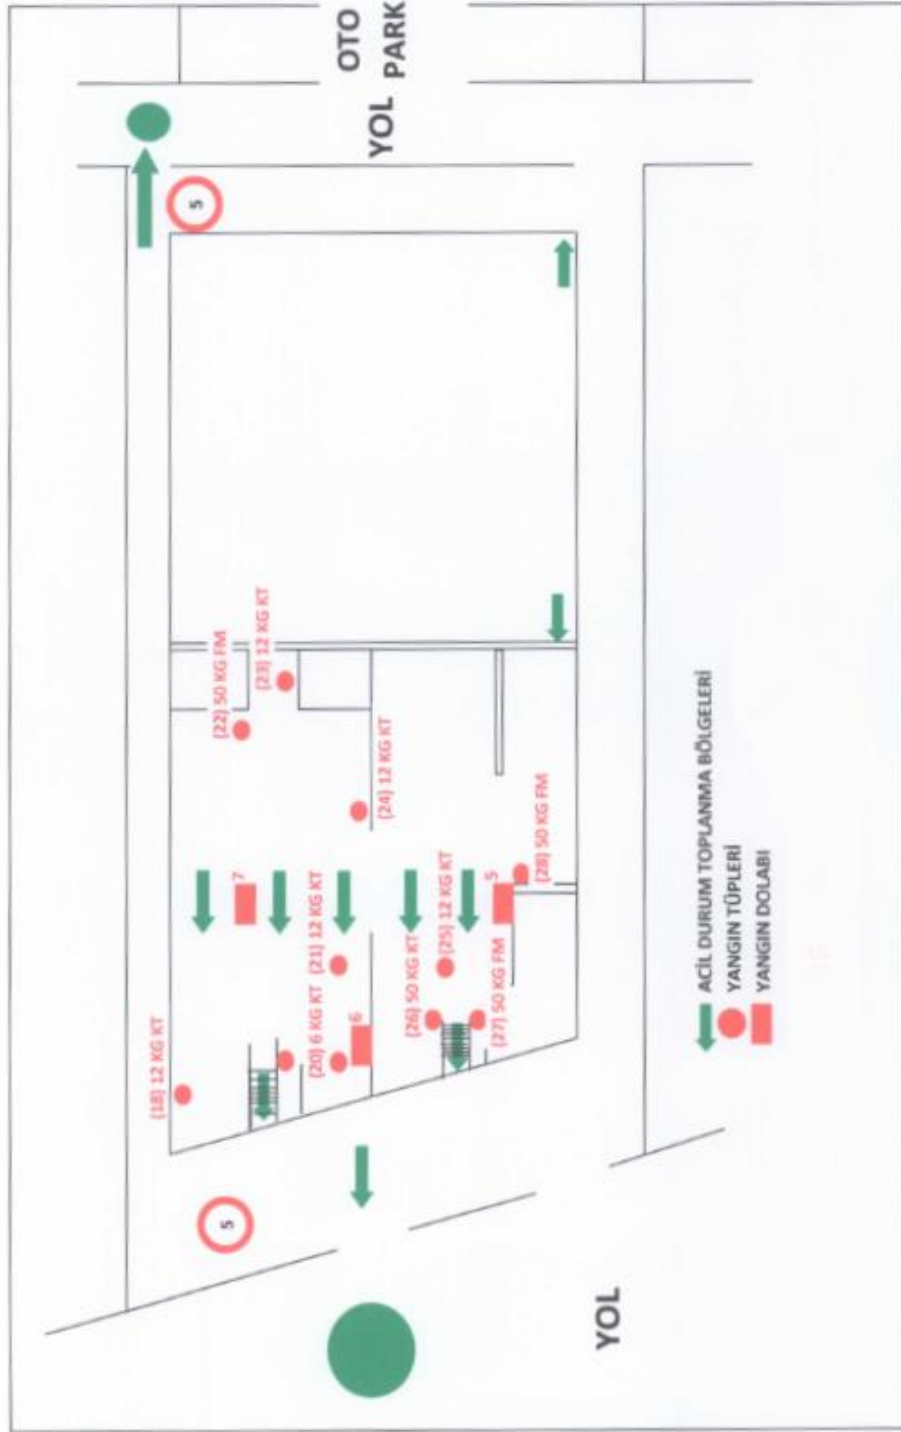 OTO
PARK
YOL
5
(22) 50 KG FM
(23) 12 KG KT
(24) 12 KG KT
7
(21) 12 KG KT
(25) 12 KG KT
5
(28) 50 KG FM
(18) 12 KG KT
(20) 6 KG KT
6
(26) 50 KG KT
(27) 50 KG FM
5
YOL
ACİL DURUM TOPLANMA BÖLGELERİ
YANGIN TÜPLERİ
YANGIN DOLABI